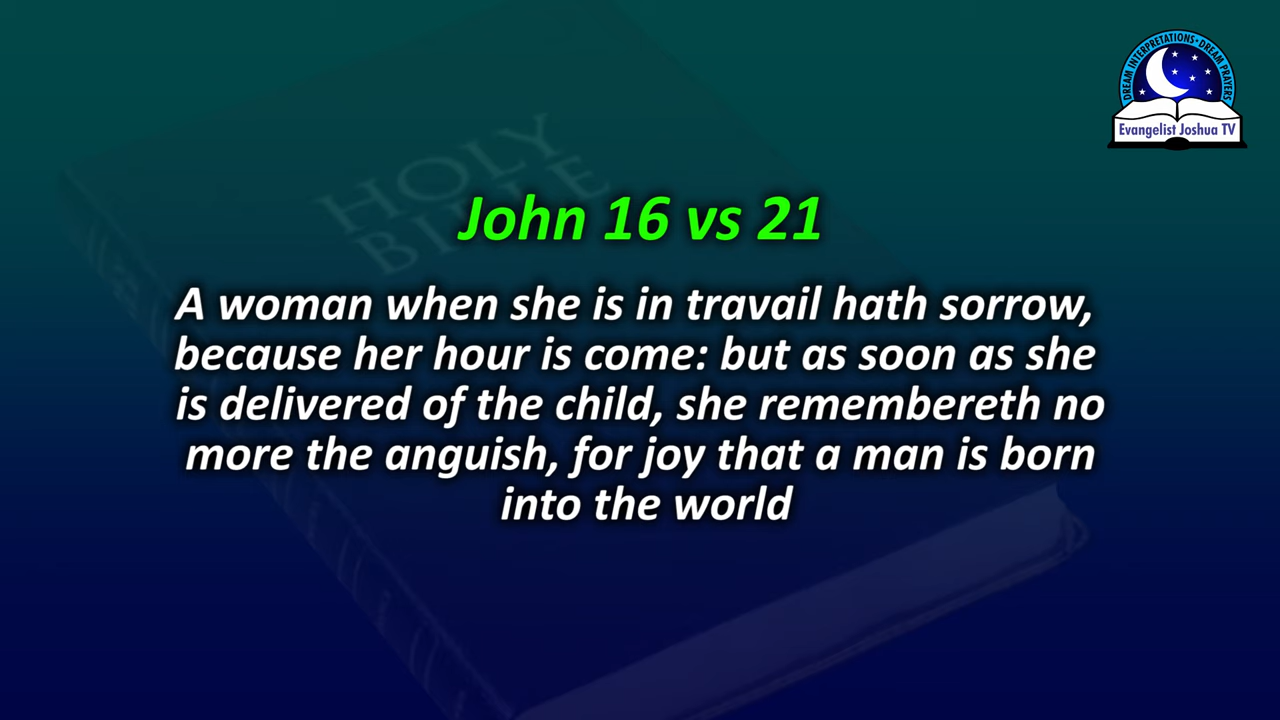 DREAM INTERPRETATIONS • DREAM PRAYERS
Evangelist Joshua TV
HOLY
BIBLE
John 16 vs 21
A woman when she is in travail hath sorrow,
because her hour is come: but as soon as she
is delivered of the child, she remembereth no
more the anguish, for joy that a man is born
into the world